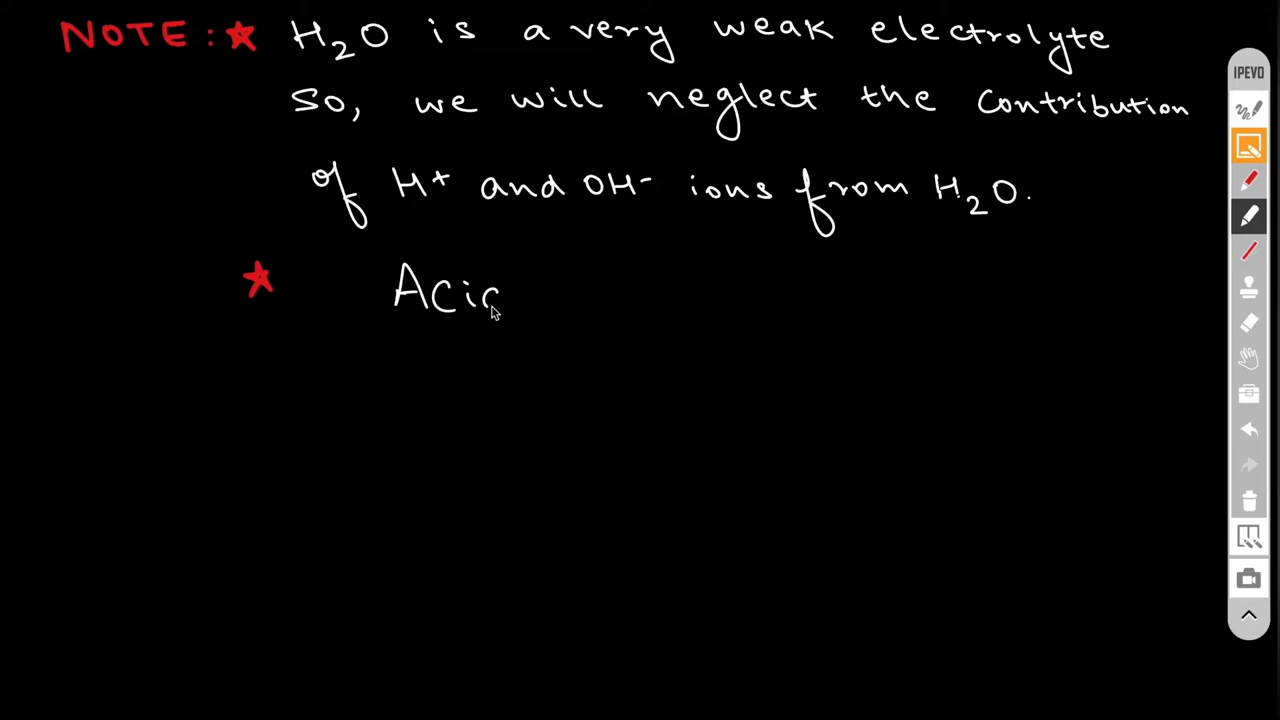 NOTE: ★ H₂O is a very weak electrolyte
so, we will neglect the contribution
of H⁺ and OH⁻ ions from H₂O.
★ Acic
IPEVO